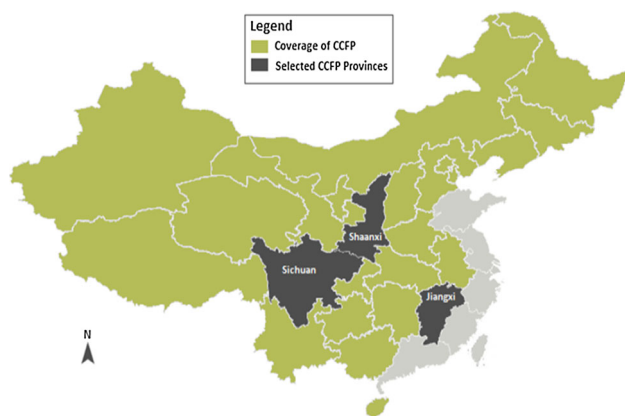 Legend
Coverage of CCFP
Selected CCFP Provinces
Shaanxi
Sichuan
Jiangxi
N